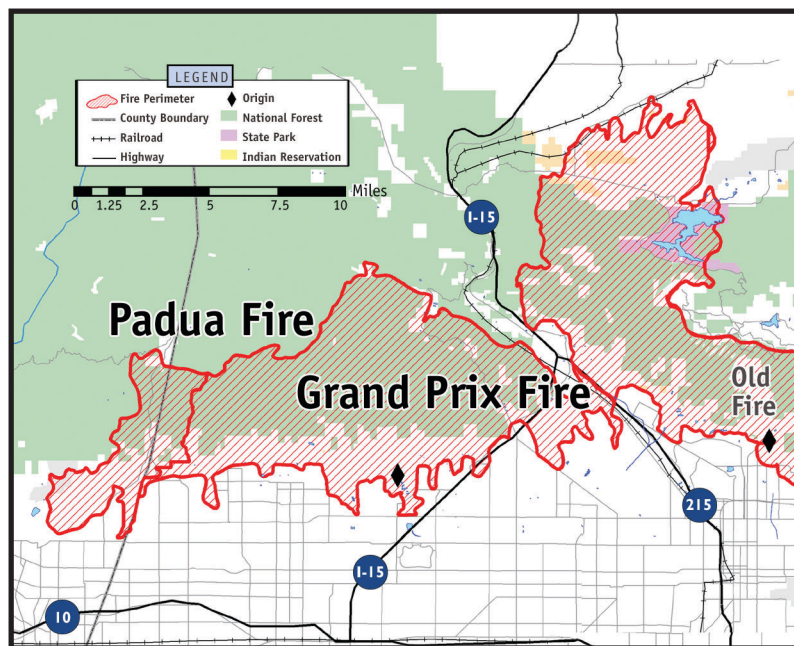 LEGEND
Fire Perimeter
County Boundary
Railroad
Highway
Origin
National Forest
State Park
Indian Reservation
Miles
0 1.25 2.5 5 7.5 10
I-15
Padua Fire
Grand Prix Fire
Old
Fire
215
I-15
10